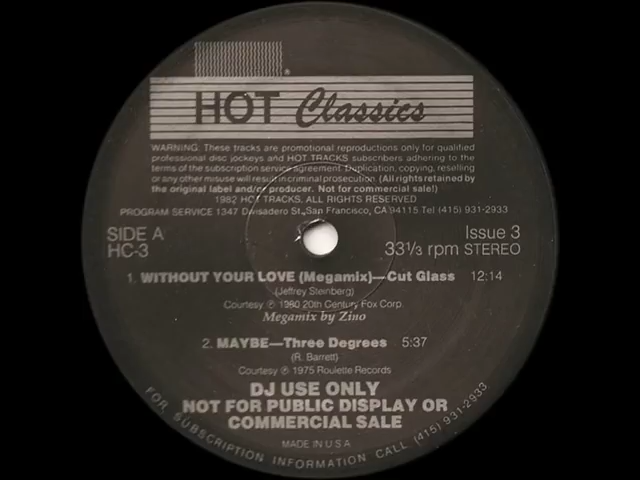 HOT Classics
WARNING: These tracks are promotional reproductions only for qualified
professional disc jockeys and HOT TRACKS subscribers adhering to the
terms of the subscription service agreement. Duplication, copying, reselling
or any other misuse will result in criminal prosecution. (All rights retained by
the original label and/or producer. Not for commercial sale!)
1982 HOT TRACKS, ALL RIGHTS RESERVED
PROGRAM SERVICE 1347 Divisadero St., San Francisco, CA 94115 Tel (415) 931-2933
SIDE A Issue 3
HC-3 33⅓ rpm STEREO
1. WITHOUT YOUR LOVE (Megamix)—Cut Glass 12:14
(Jeffrey Steinberg)
Courtesy ℗ 1980 20th Century Fox Corp.
Megamix by Zino
2. MAYBE—Three Degrees 5:37
(R. Barrett)
Courtesy ℗ 1975 Roulette Records
DJ USE ONLY
NOT FOR PUBLIC DISPLAY OR
COMMERCIAL SALE
MADE IN U S A
FOR SUBSCRIPTION INFORMATION CALL (415) 931-2933